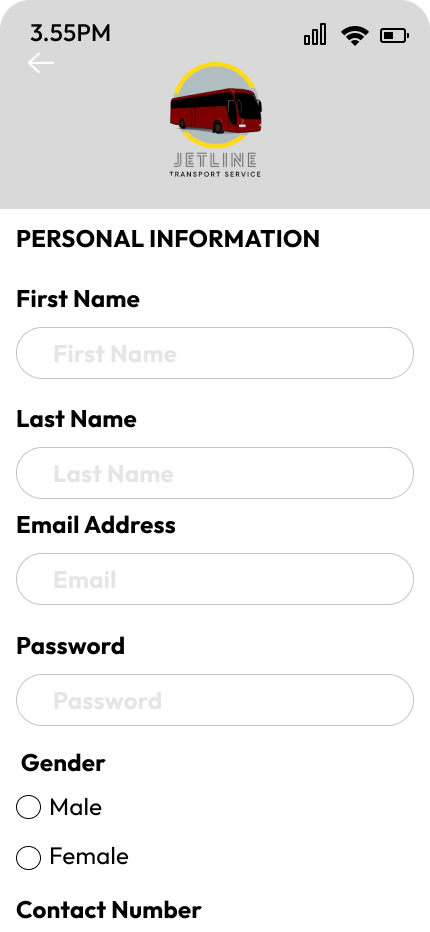 3.55PM
JETLINE
TRANSPORT SERVICE
PERSONAL INFORMATION
First Name
First Name
Last Name
Last Name
Email Address
Email
Password
Password
Gender
Male
Female
Contact Number